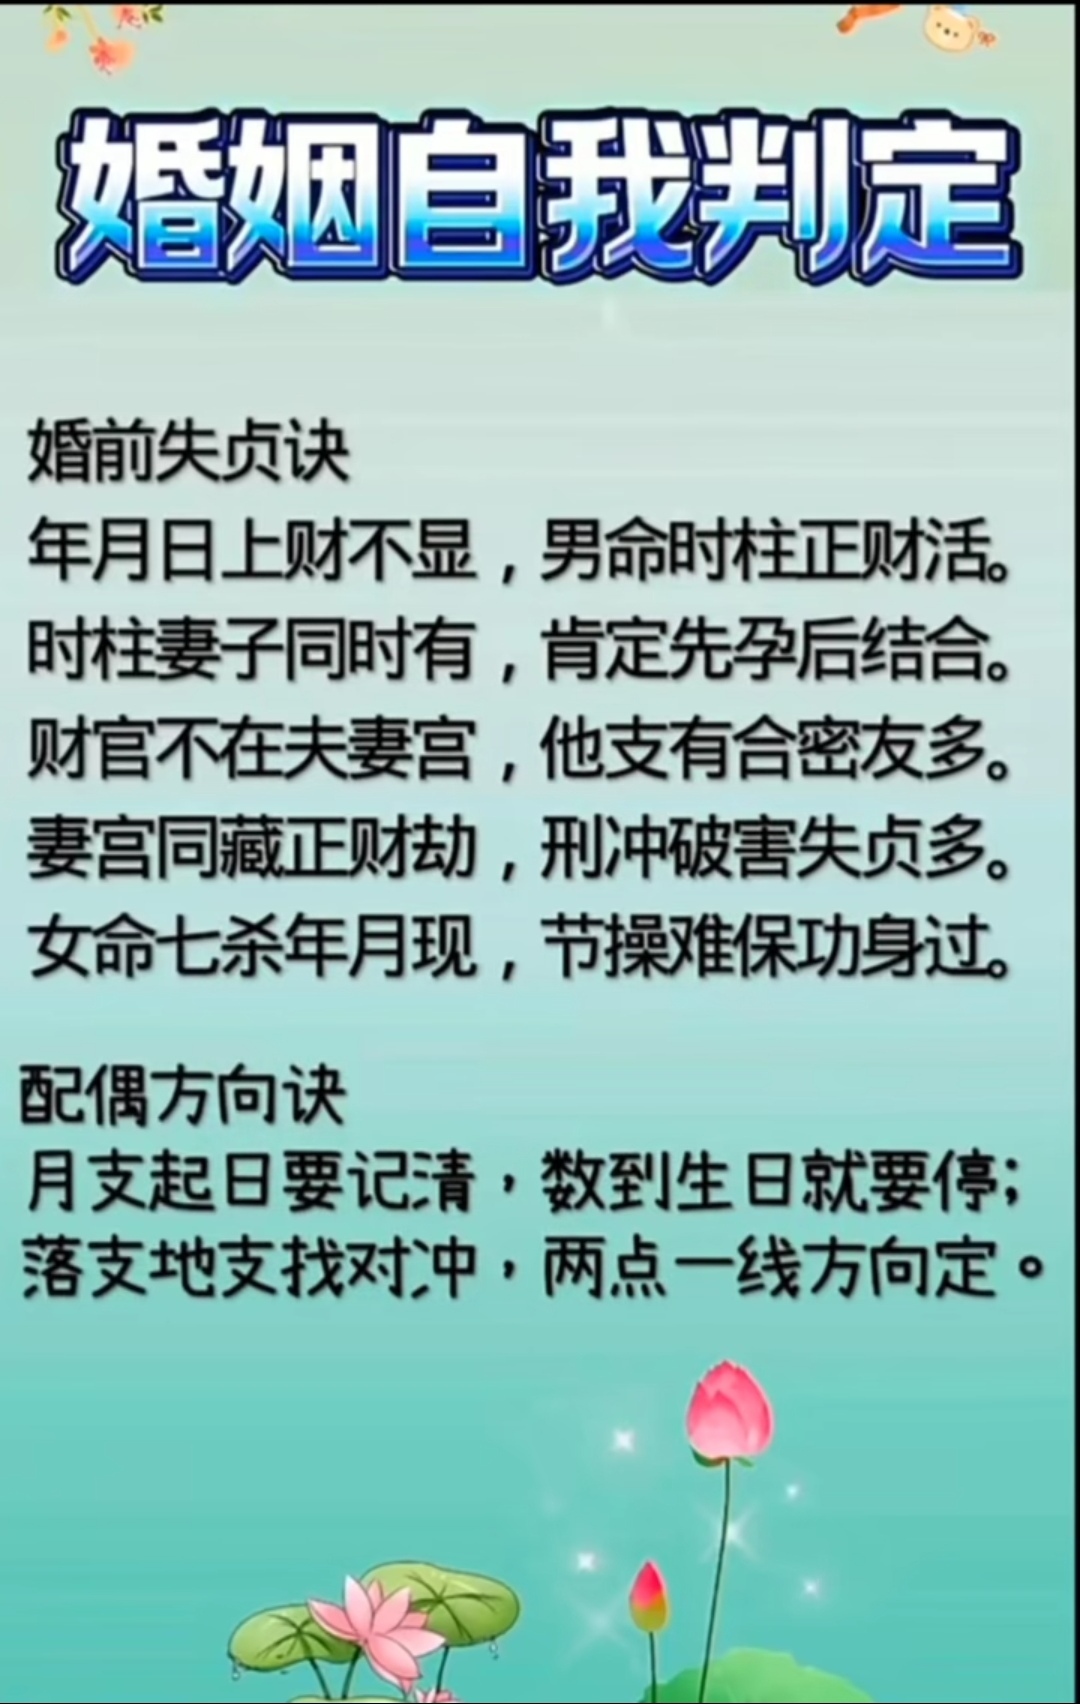 婚姻自我判定
婚前失贞诀
年月日上财不显，男命时柱正财活。
时柱妻子同时有，肯定先孕后结合。
财官不在夫妻宫，他支有合密友多。
妻宫同藏正财劫，刑冲破害失贞多。
女命七杀年月现，节操难保功身过。
配偶方向诀
月支起日要记清，数到生日就要停；
落支地支找对冲，两点一线方向定。